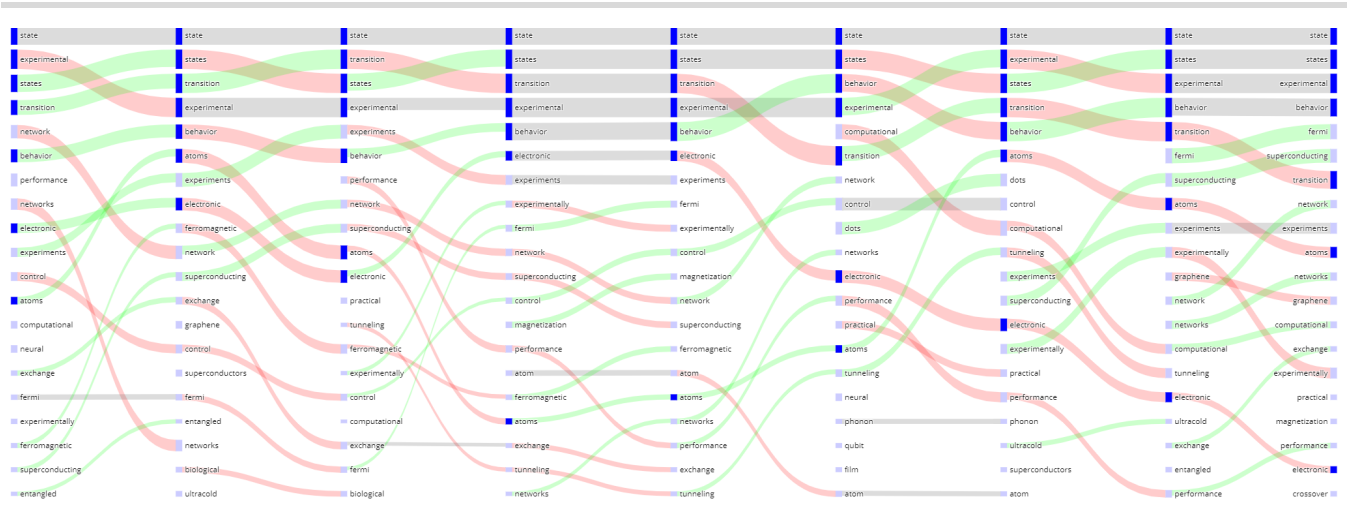 state state state state state state state state state
experimental states transition states states states experimental states states
states transition states transition transition behavior states experimental experimental
transition experimental experimental experimental experimental experimental transition behavior behavior
network behavior experiments behavior behavior computational behavior transition fermi
behavior atoms behavior electronic electronic transition atoms fermi superconducting
performance experiments performance experiments experiments network dots superconducting transition
networks electronic network experimentally fermi control control atoms network
electronic ferromagnetic superconducting fermi experimentally dots computational experiments experiments
experiments network atoms network control networks tunneling experimentally atoms
control superconducting electronic superconducting magnetization electronic experiments graphene networks
atoms exchange practical control network performance superconducting network graphene
computational graphene tunneling magnetization superconducting practical electronic networks computational
neural control ferromagnetic performance ferromagnetic atoms experimentally computational exchange
exchange superconductors experimentally atom atom tunneling practical tunneling experimentally
fermi fermi control ferromagnetic atoms neural performance electronic practical
experimentally entangled computational atoms networks phonon phonon ultracold magnetization
ferromagnetic networks exchange exchange performance qubit ultracold exchange performance
superconducting biological fermi tunneling exchange film superconductors entangled electronic
entangled ultracold biological networks tunneling atom atom performance crossover